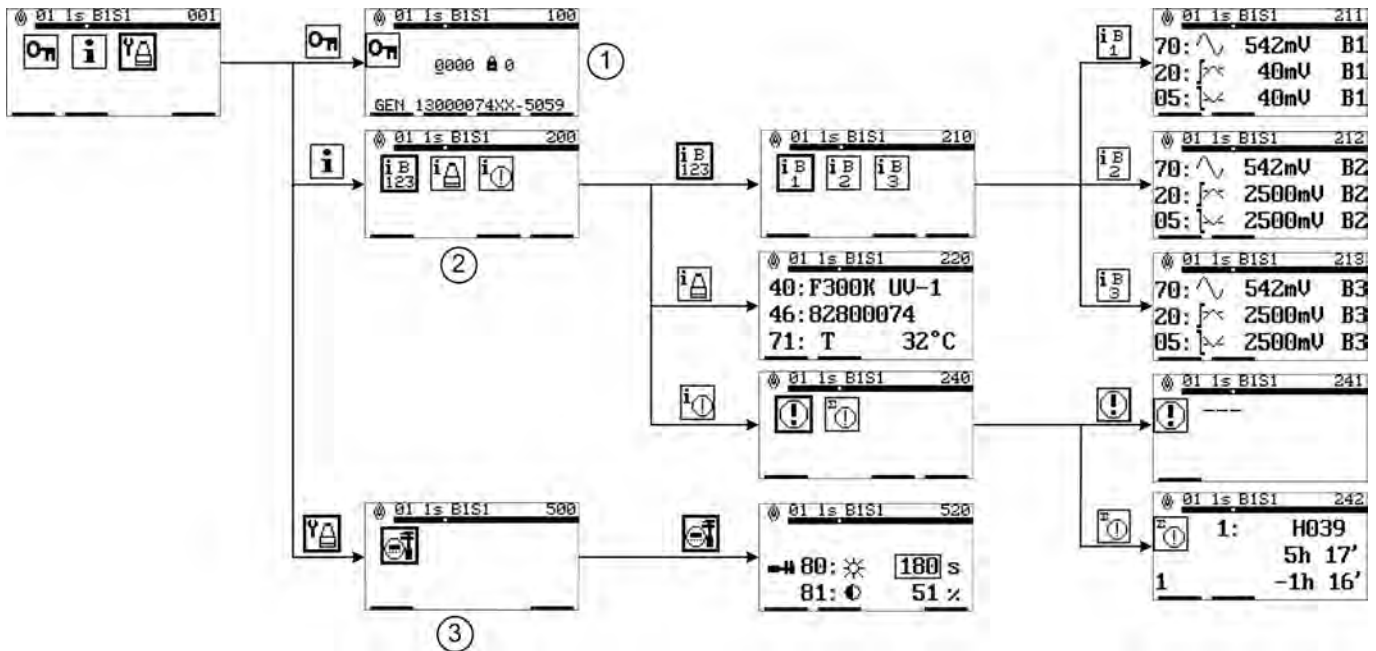 01 1s B1S1 001
i
01 1s B1S1 100
0000 0
GEN 13000074XX-5059
1
i
01 1s B1S1 200
i B 123
i
i
2
i B 123
01 1s B1S1 210
i B 1
i B 2
i B 3
i B 1
01 1s B1S1 211
70: 542mV B1
20: 40mV B1
05: 40mV B1
i B 2
01 1s B1S1 212
70: 542mV B2
20: 2500mV B2
05: 2500mV B2
i B 3
01 1s B1S1 213
70: 542mV B3
20: 2500mV B3
05: 2500mV B3
i
01 1s B1S1 220
40:F300K UV-1
46:82800074
71: T 32°C
i
01 1s B1S1 240
!
Σ !
!
01 1s B1S1 241
! ---
Σ !
01 1s B1S1 242
Σ ! 1: H039
5h 17'
1 -1h 16'
01 1s B1S1 500
3
01 1s B1S1 520
80: 180 s
81: 51 %